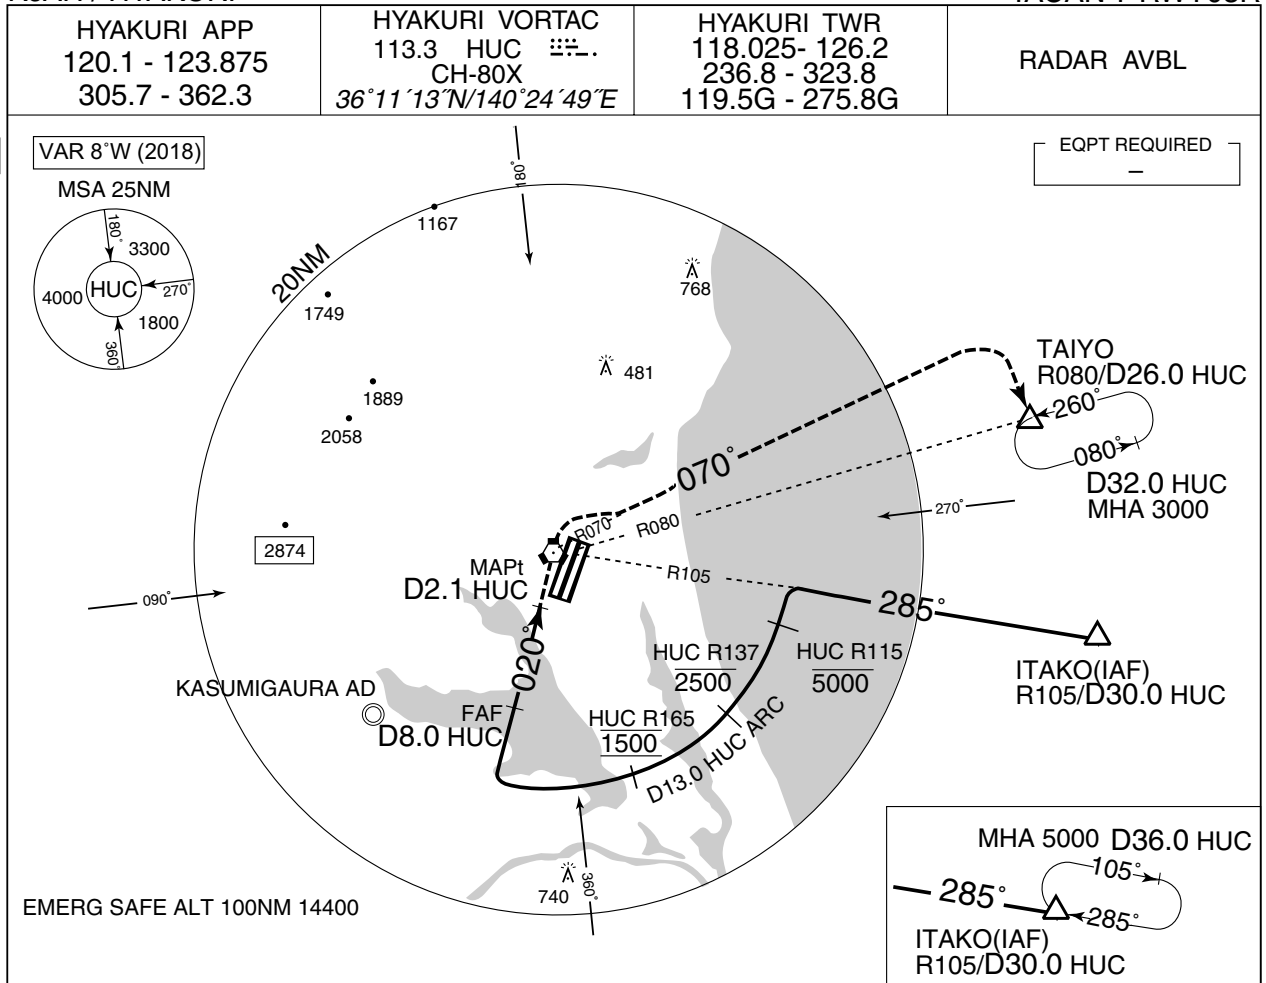 HYAKURI APP
120.1 - 123.875
305.7 - 362.3
HYAKURI VORTAC
113.3 HUC
CH-80X
36°11´13˝N/140°24´49˝E
HYAKURI TWR
118.025- 126.2
236.8 - 323.8
119.5G - 275.8G
RADAR AVBL
VAR 8°W (2018)
MSA 25NM
180°
3300
4000
HUC
270°
1800
360°
EQPT REQUIRED
–
180°
1167
20NM
1749
768
481
1889
2058
TAIYO
R080/D26.0 HUC
260°
080°
D32.0 HUC
MHA 3000
070°
270°
2874
R070
R080
MAPt
D2.1 HUC
R105
090°
285°
020°
HUC R137
2500
HUC R115
5000
ITAKO(IAF)
R105/D30.0 HUC
KASUMIGAURA AD
FAF
D8.0 HUC
HUC R165
1500
D13.0 HUC ARC
740
360°
EMERG SAFE ALT 100NM 14400
MHA 5000 D36.0 HUC
105°
285°
285°
ITAKO(IAF)
R105/D30.0 HUC